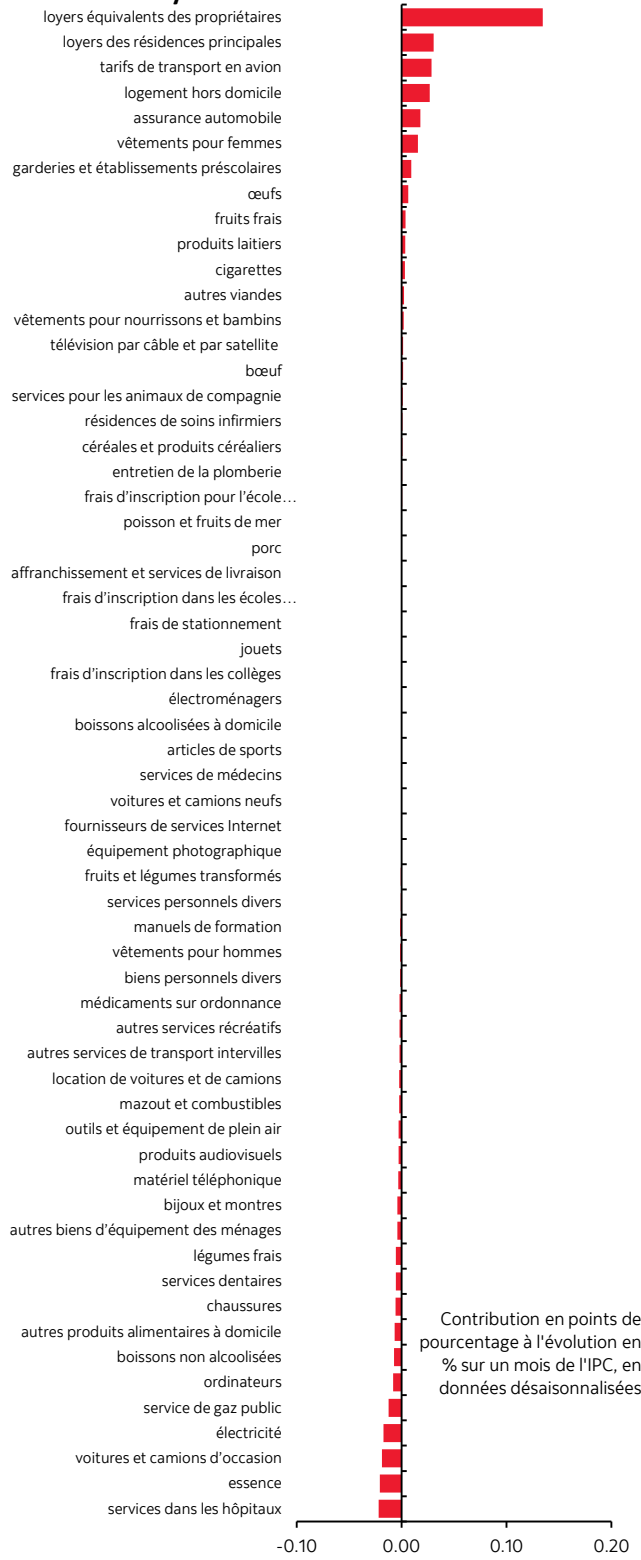 loyers équivalents des propriétaires
loyers des résidences principales
tarifs de transport en avion
logement hors domicile
assurance automobile
vêtements pour femmes
garderies et établissements préscolaires
œufs
fruits frais
produits laitiers
cigarettes
autres viandes
vêtements pour nourrissons et bambins
télévision par câble et par satellite
bœuf
services pour les animaux de compagnie
résidences de soins infirmiers
céréales et produits céréaliers
entretien de la plomberie
frais d'inscription pour l'école…
poisson et fruits de mer
porc
affranchissement et services de livraison
frais d'inscription dans les écoles…
frais de stationnement
jouets
frais d'inscription dans les collèges
électroménagers
boissons alcoolisées à domicile
articles de sports
services de médecins
voitures et camions neufs
fournisseurs de services Internet
équipement photographique
fruits et légumes transformés
services personnels divers
manuels de formation
vêtements pour hommes
biens personnels divers
médicaments sur ordonnance
autres services récréatifs
autres services de transport intervilles
location de voitures et de camions
mazout et combustibles
outils et équipement de plein air
produits audiovisuels
matériel téléphonique
bijoux et montres
autres biens d'équipement des ménages
légumes frais
services dentaires
chaussures
autres produits alimentaires à domicile
boissons non alcoolisées
ordinateurs
service de gaz public
électricité
voitures et camions d'occasion
essence
services dans les hôpitaux
Contribution en points de
pourcentage à l'évolution en
% sur un mois de l'IPC, en
données désaisonnalisées
-0.10 0.00 0.10 0.20